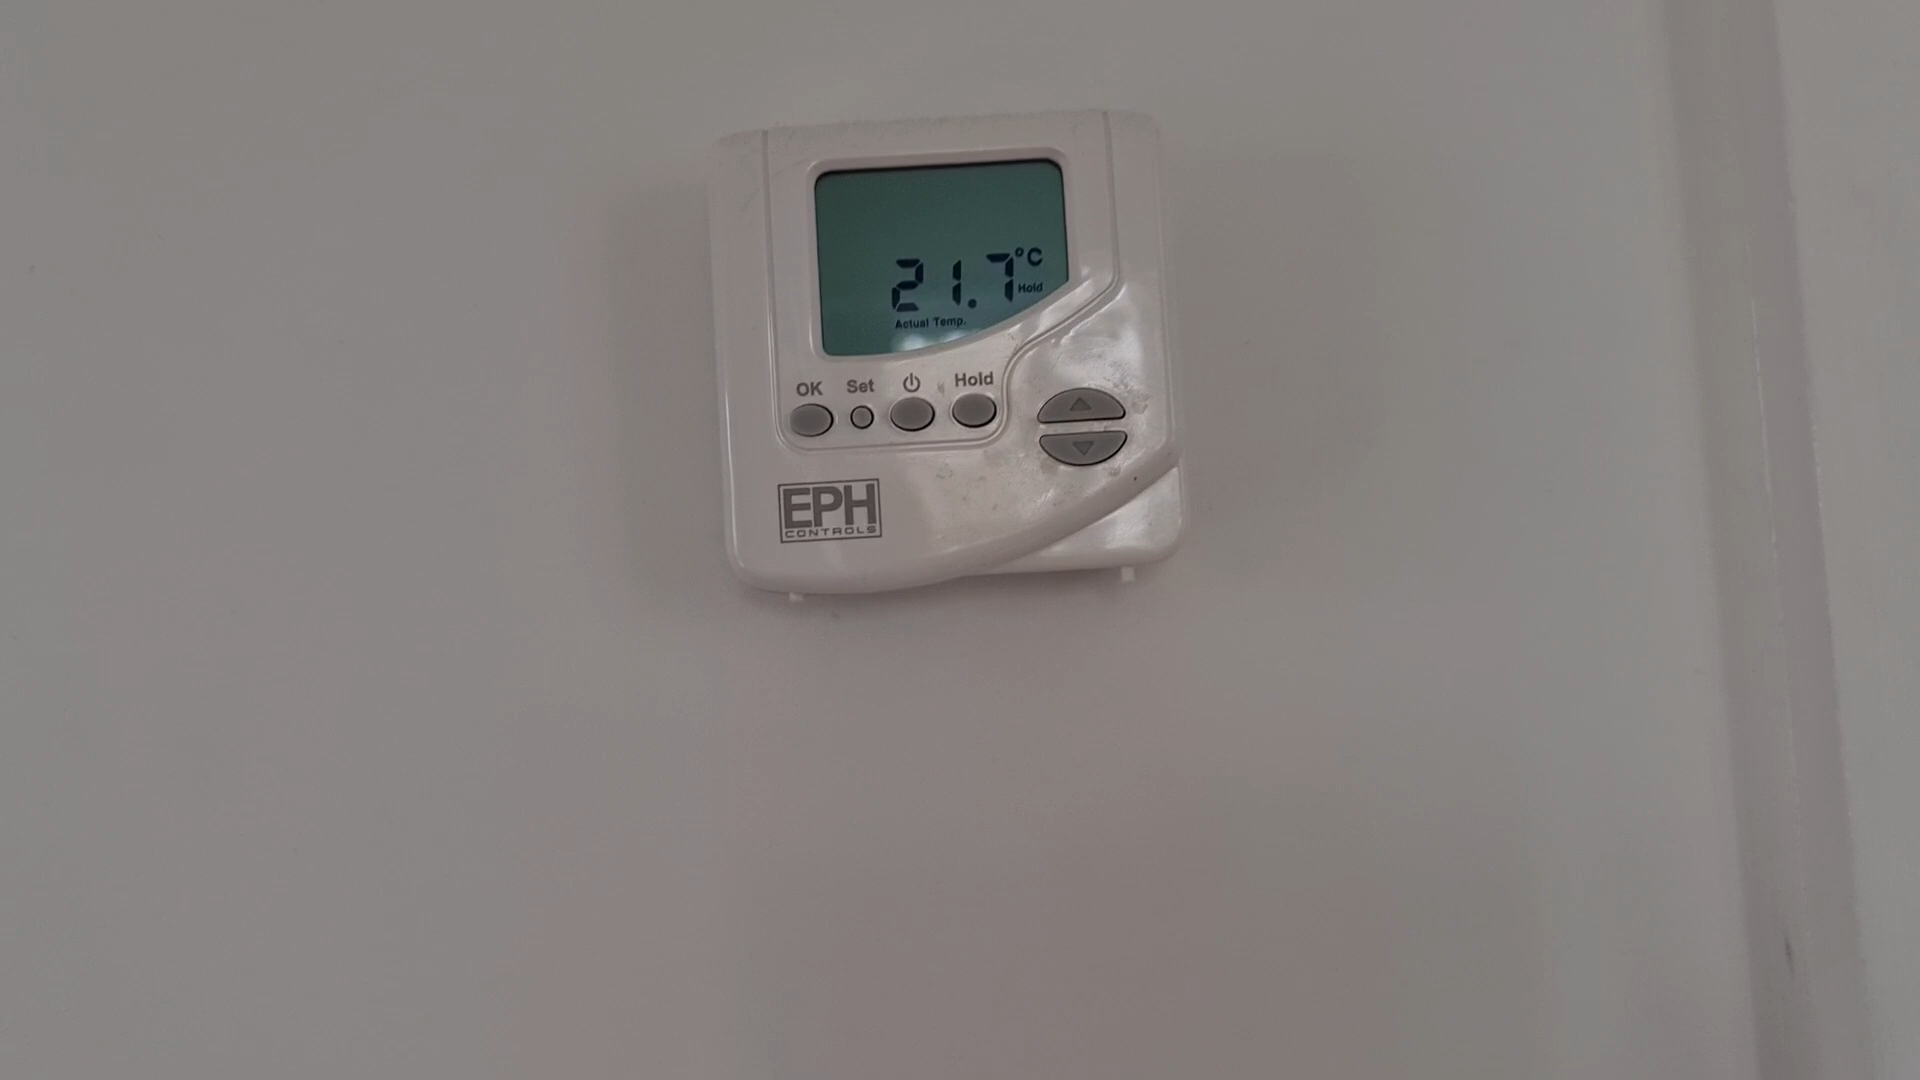 21.7°C
Hold
Actual Temp.
OK Set Hold
EPH
CONTROLS